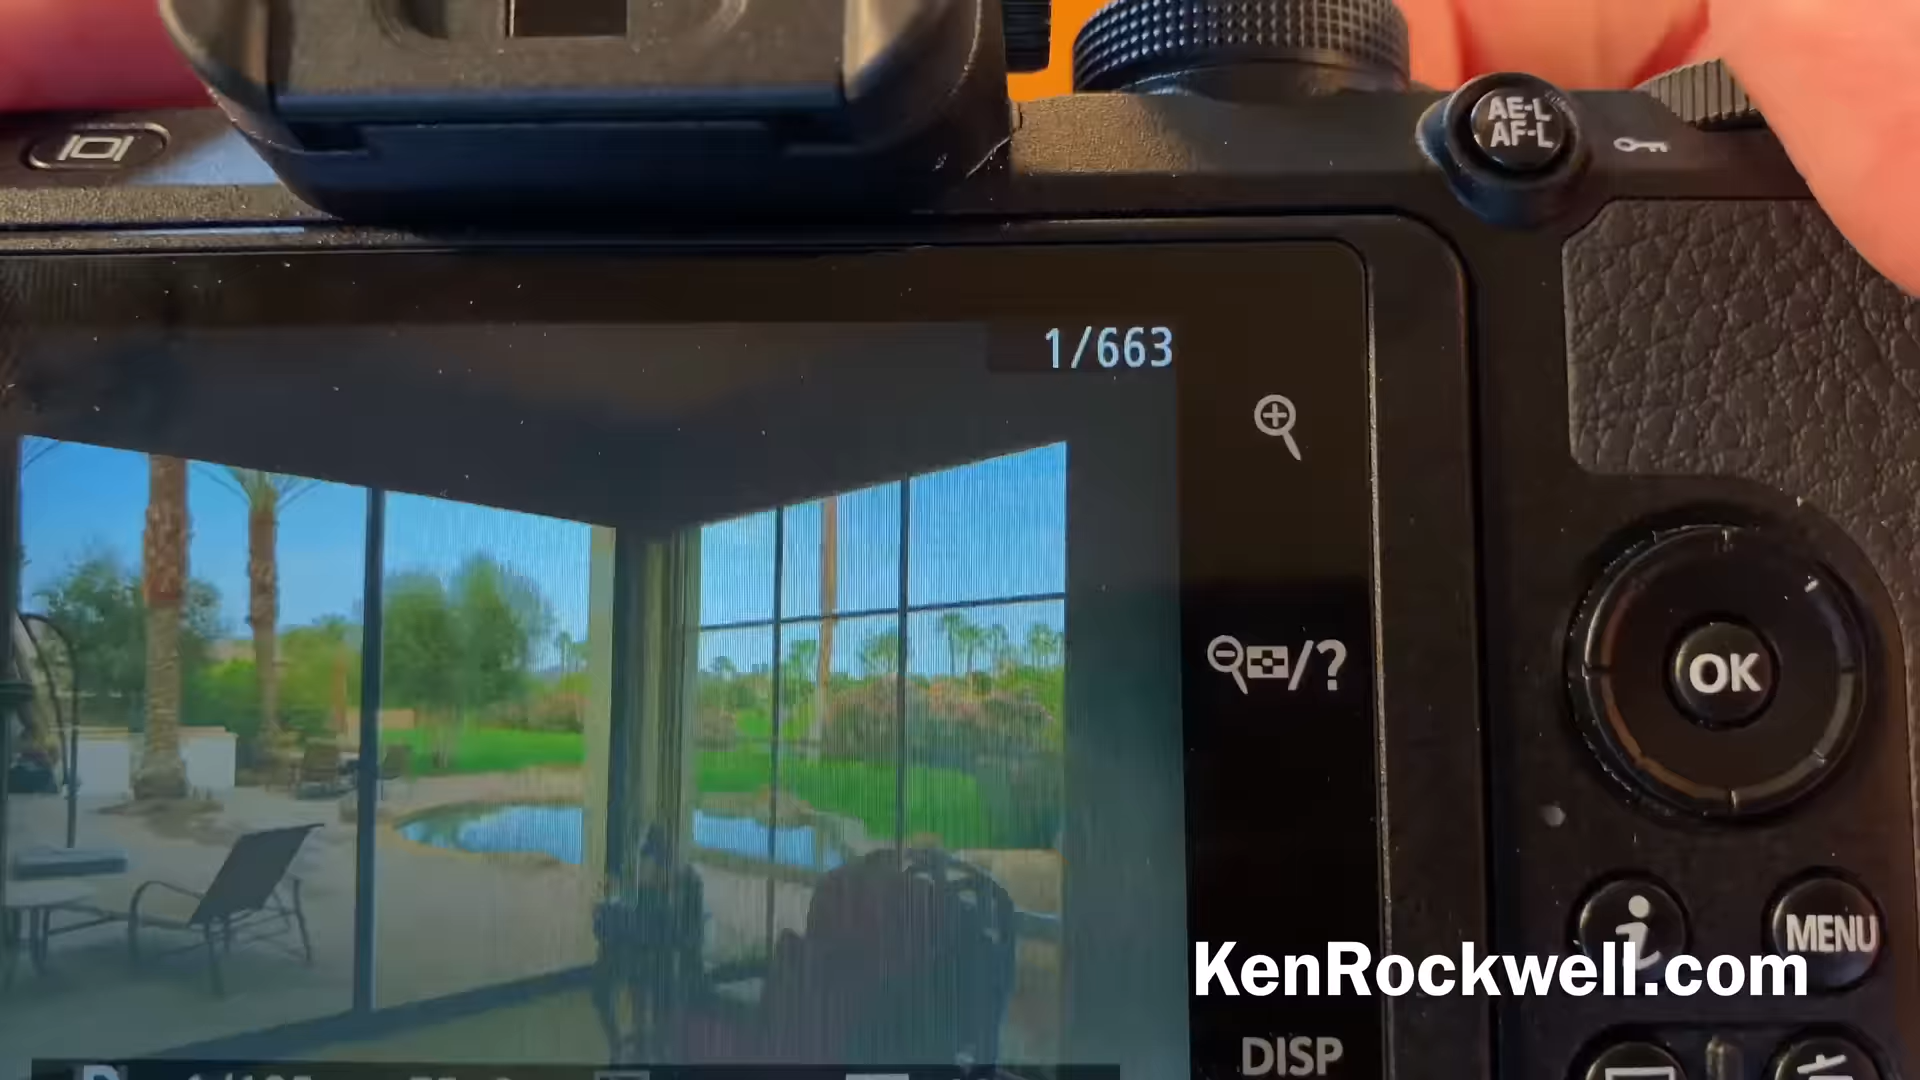 AE-L
AF-L
1/663
/?
OK
i
MENU
KenRockwell.com
DISP